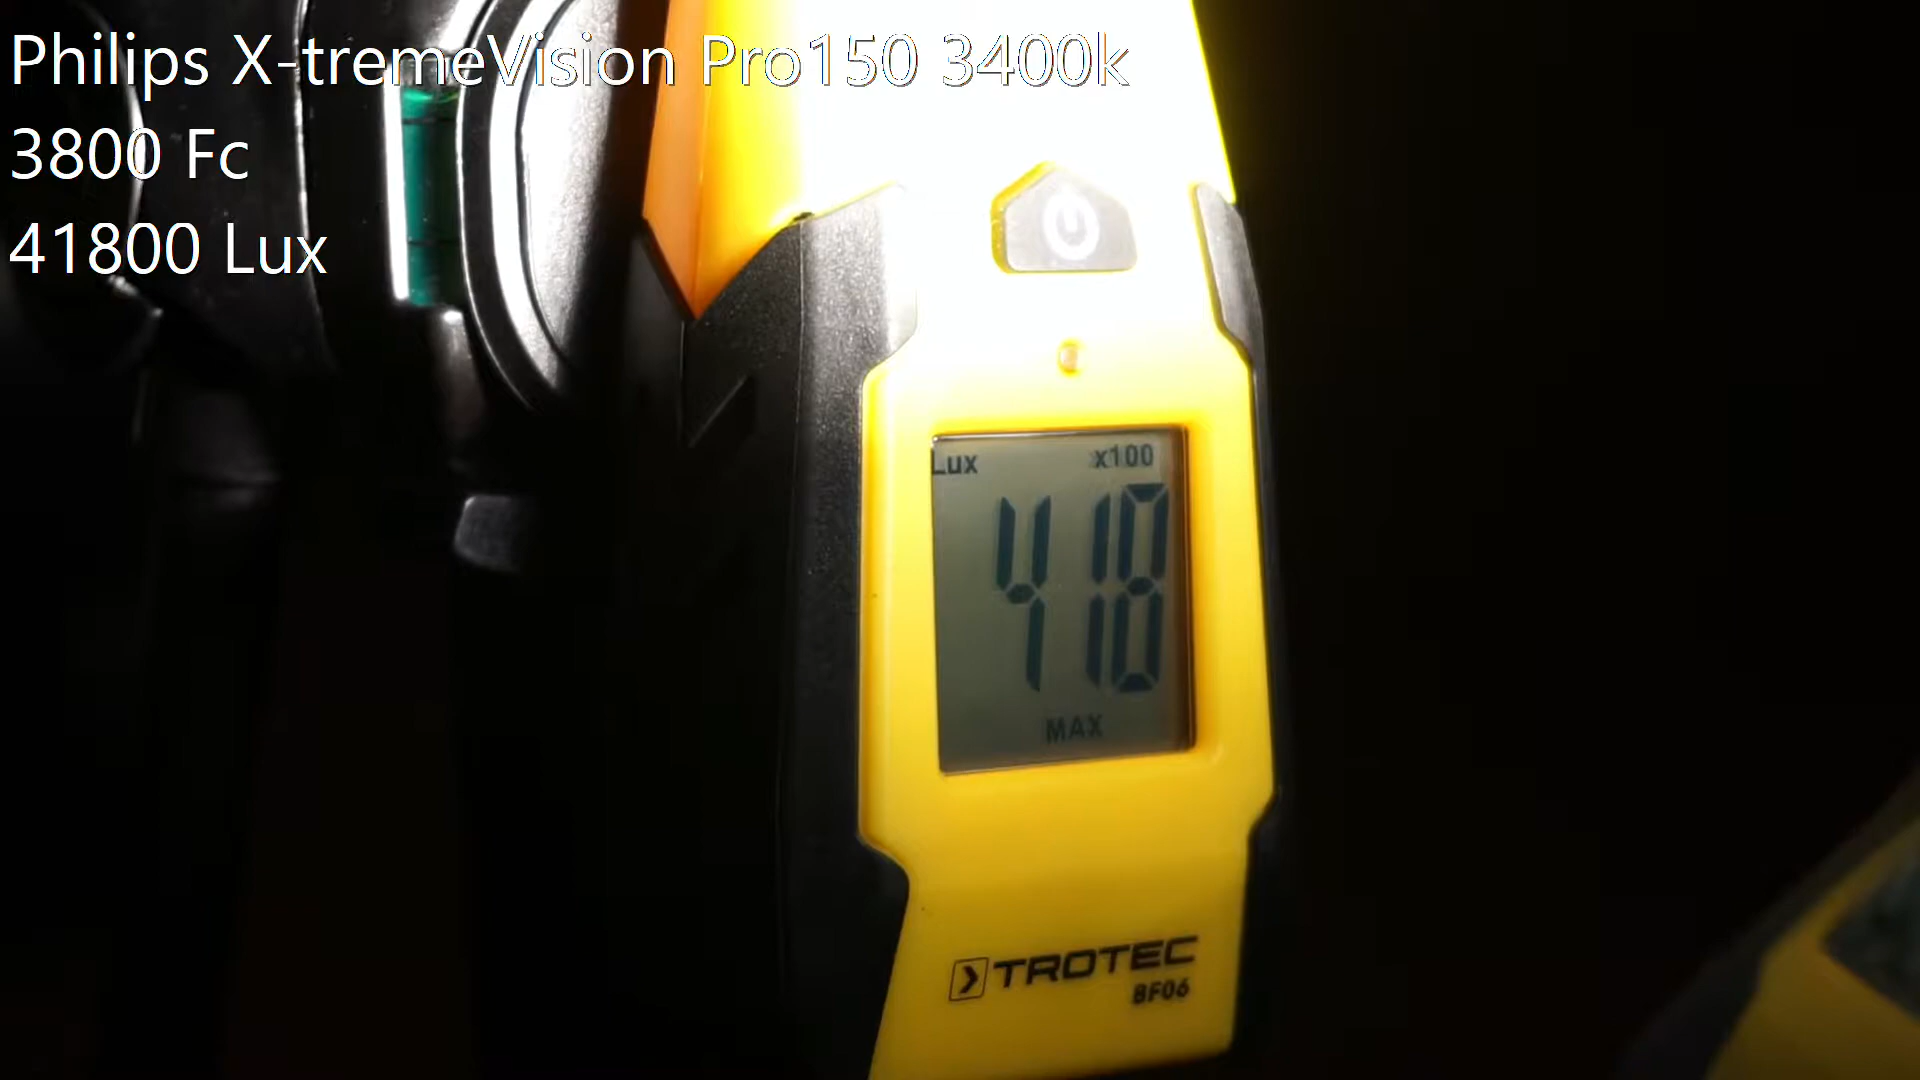 Philips X-tremeVision Pro150 3400k
3800 Fc
41800 Lux
Lux x100
418
MAX
TROTEC
BF06